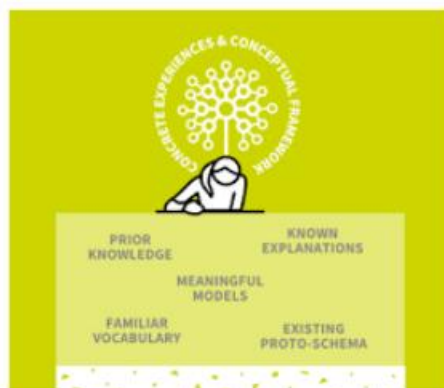 CONCRETE EXPERIENCES & CONCEPTUAL FRAMEWORK
PRIOR
KNOWLEDGE
KNOWN
EXPLANATIONS
MEANINGFUL
MODELS
FAMILIAR
VOCABULARY
EXISTING
PROTO-SCHEMA